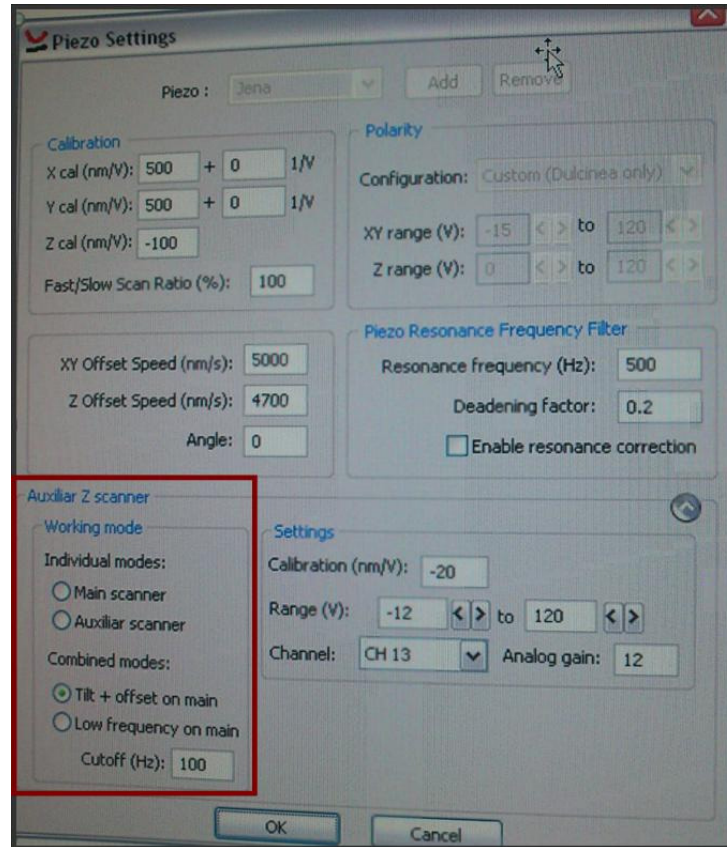 Piezo Settings
Piezo : Jena Add Remove
Calibration
X cal (nm/V): 500 + 0 1/V
Y cal (nm/V): 500 + 0 1/V
Z cal (nm/V): -100
Fast/Slow Scan Ratio (%): 100
Polarity
Configuration: Custom (Dulcinea only)
XY range (V): -15 < > to 120 < >
Z range (V): 0 < > to 120 < >
XY Offset Speed (nm/s): 5000
Z Offset Speed (nm/s): 4700
Angle: 0
Piezo Resonance Frequency Filter
Resonance frequency (Hz): 500
Deadening factor: 0.2
Enable resonance correction
Auxiliar Z scanner
Working mode
Individual modes:
Main scanner
Auxiliar scanner
Combined modes:
Tilt + offset on main
Low frequency on main
Cutoff (Hz): 100
Settings
Calibration (nm/V): -20
Range (V): -12 < > to 120 < >
Channel: CH 13 Analog gain: 12
OK Cancel